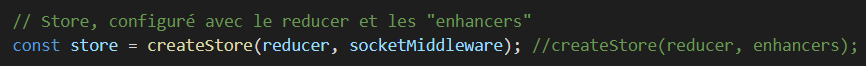 // Store, configuré avec le reducer et les "enhancers"
const store = createStore(reducer, socketMiddleware); //createStore(reducer, enhancers);